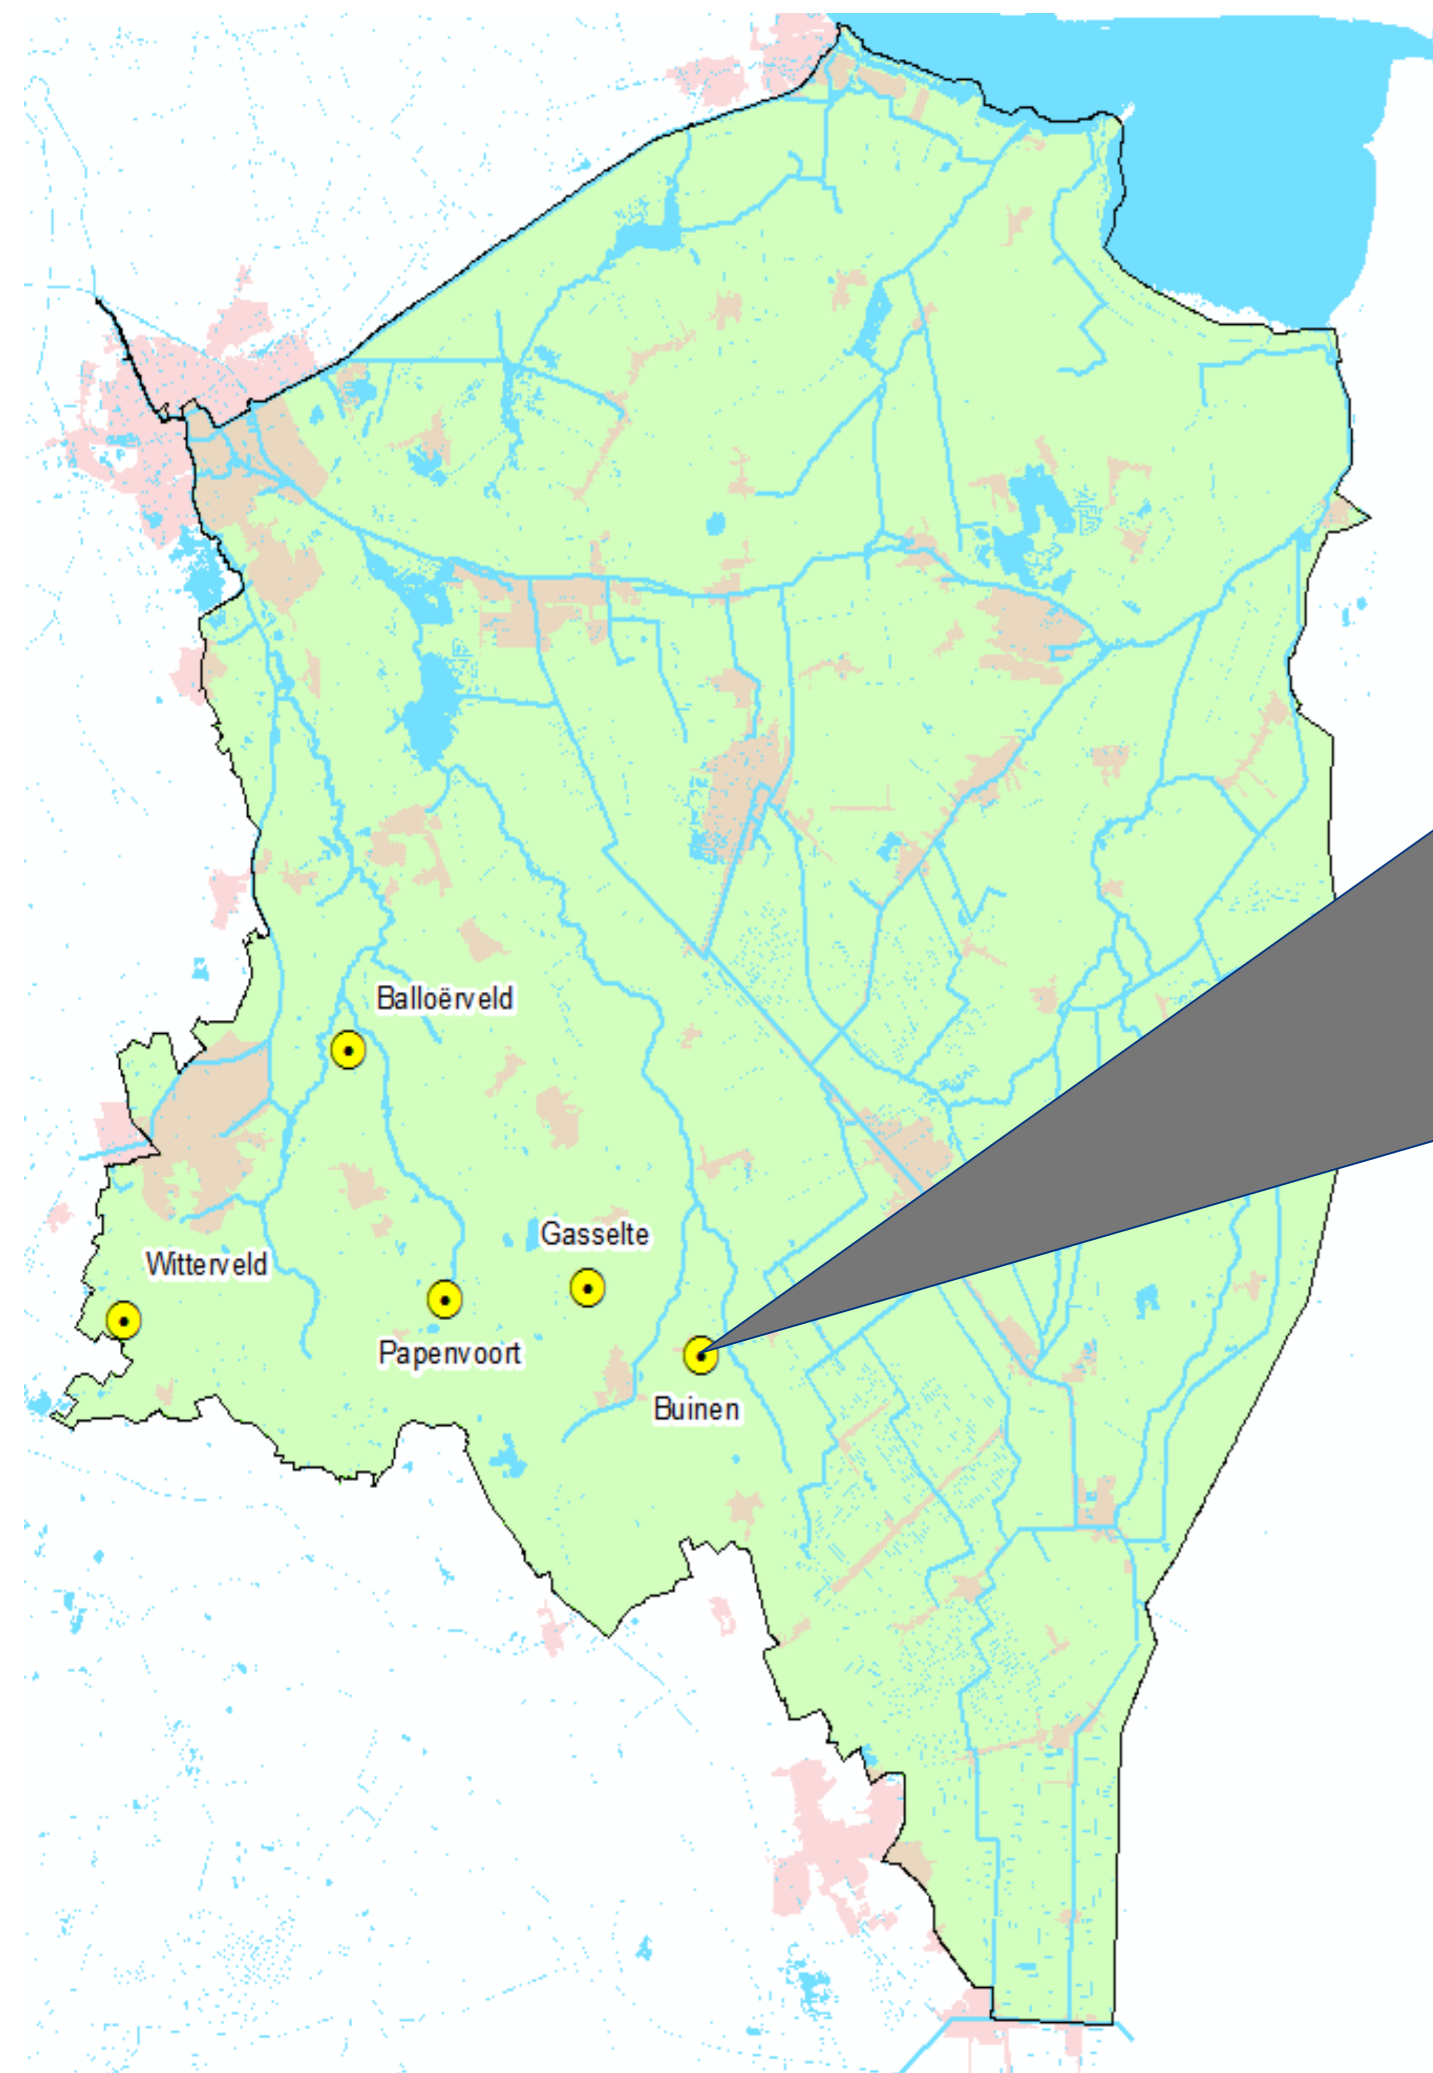 Balloërveld
Gasselte
Witterveld
Papenvoort
Buinen